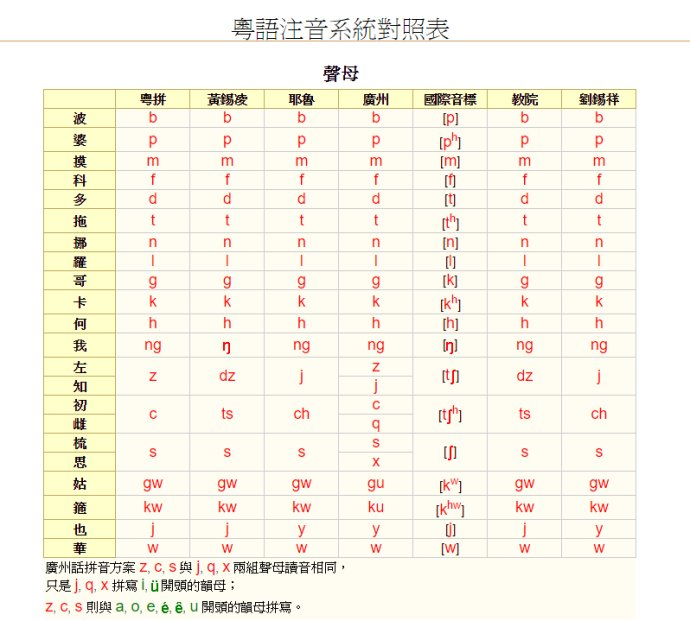 粵語注音系統對照表
聲母
粵拼 黃錫凌 耶魯 廣州 國際音標 教院 劉錫祥
波 b b b b [p] b b
婆 p p p p [pʰ] p p
摸 m m m m [m] m m
科 f f f f [f] f f
多 d d d d [t] d d
拖 t t t t [tʰ] t t
挪 n n n n [n] n n
羅 l l l l [l] l l
哥 g g g g [k] g g
卡 k k k k [kʰ] k k
何 h h h h [h] h h
我 ng ŋ ng ng [ŋ] ng ng
左 z dz j z [tʃ] dz j
知 j
初 c ts ch c [tʃʰ] ts ch
雌 q
梳 s s s s [ʃ] s s
思 x
姑 gw gw gw gu [kʷ] gw gw
箍 kw kw kw ku [kʰʷ] kw kw
也 j j y y [j] j y
華 w w w w [w] w w
廣州話拼音方案 z, c, s 與 j, q, x 兩組聲母讀音相同，
只是 j, q, x 拼寫 i, ü 開頭的韻母；
z, c, s 則與 a, o, e, é, ê, u 開頭的韻母拼寫。